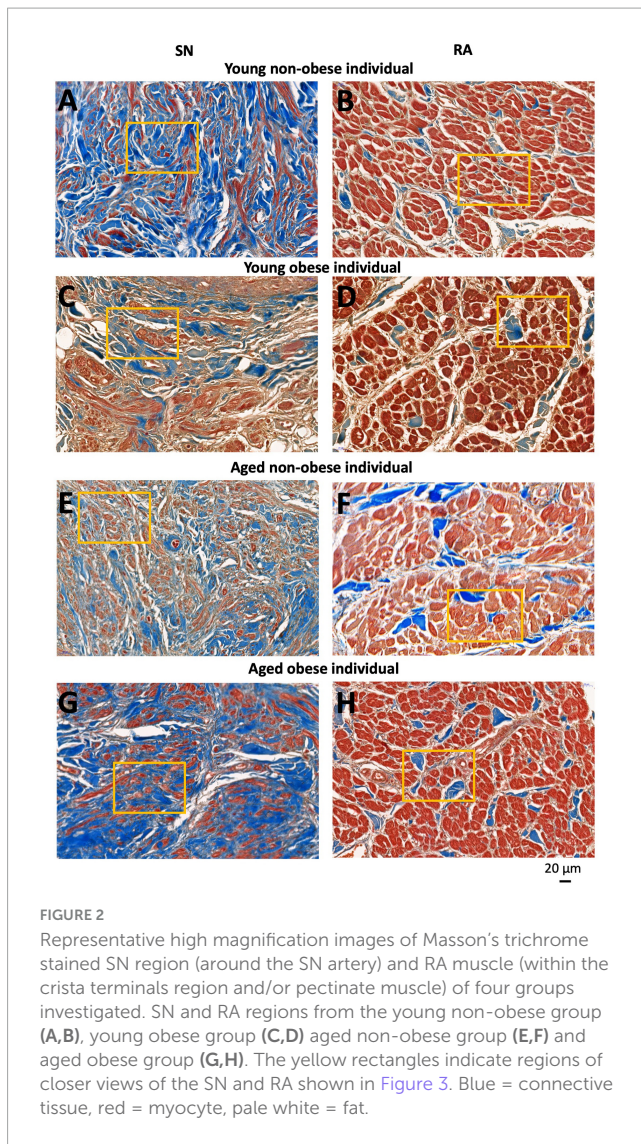 SN RA
Young non-obese individual
A B
Young obese individual
C D
Aged non-obese individual
E F
Aged obese individual
G H
20 µm
FIGURE 2
Representative high magnification images of Masson's trichrome
stained SN region (around the SN artery) and RA muscle (within the
crista terminals region and/or pectinate muscle) of four groups
investigated. SN and RA regions from the young non-obese group
(A,B), young obese group (C,D) aged non-obese group (E,F) and
aged obese group (G,H). The yellow rectangles indicate regions of
closer views of the SN and RA shown in Figure 3. Blue = connective
tissue, red = myocyte, pale white = fat.